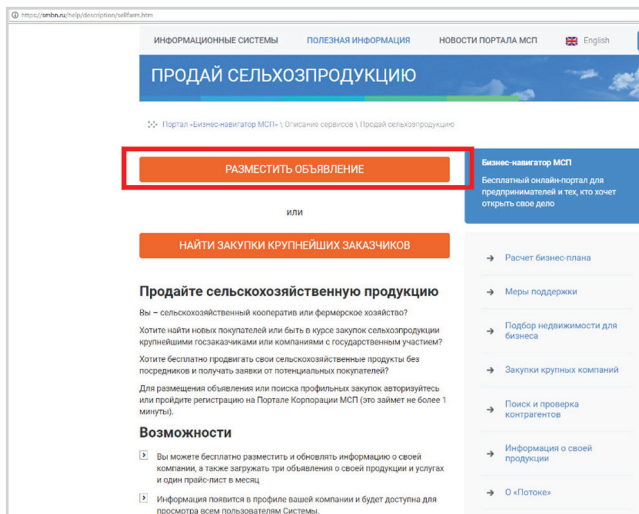 https://smbn.ru/help/description/sellfarm.htm
ИНФОРМАЦИОННЫЕ СИСТЕМЫ ПОЛЕЗНАЯ ИНФОРМАЦИЯ НОВОСТИ ПОРТАЛА МСП English
ПРОДАЙ СЕЛЬХОЗПРОДУКЦИЮ
Портал «Бизнес-навигатор МСП» \ Описание сервисов \ Продай сельхозпродукцию
РАЗМЕСТИТЬ ОБЪЯВЛЕНИЕ
или
НАЙТИ ЗАКУПКИ КРУПНЕЙШИХ ЗАКАЗЧИКОВ
Продайте сельскохозяйственную продукцию
Вы – сельскохозяйственный кооператив или фермерское хозяйство?
Хотите найти новых покупателей или быть в курсе закупок сельхозпродукции
крупнейшими госзаказчиками или компаниями с государственным участием?
Хотите бесплатно продвигать свои сельскохозяйственные продукты без
посредников и получать заявки от потенциальных покупателей?
Для размещения объявления или поиска профильных закупок авторизуйтесь
или пройдите регистрацию на Портале Корпорации МСП (это займет не более 1
минуты).
Возможности
Вы можете бесплатно разместить и обновлять информацию о своей
компании, а также загружать три объявления о своей продукции и услугах
и один прайс-лист в месяц
Информация появится в профиле вашей компании и будет доступна для
просмотра всем пользователям Системы.
Бизнес-навигатор МСП
Бесплатный онлайн-портал для
предпринимателей и тех, кто хочет
открыть свое дело
Расчет бизнес-плана
Меры поддержки
Подбор недвижимости для
бизнеса
Закупки крупных компаний
Поиск и проверка
контрагентов
Информация о своей
продукции
О «Потоке»